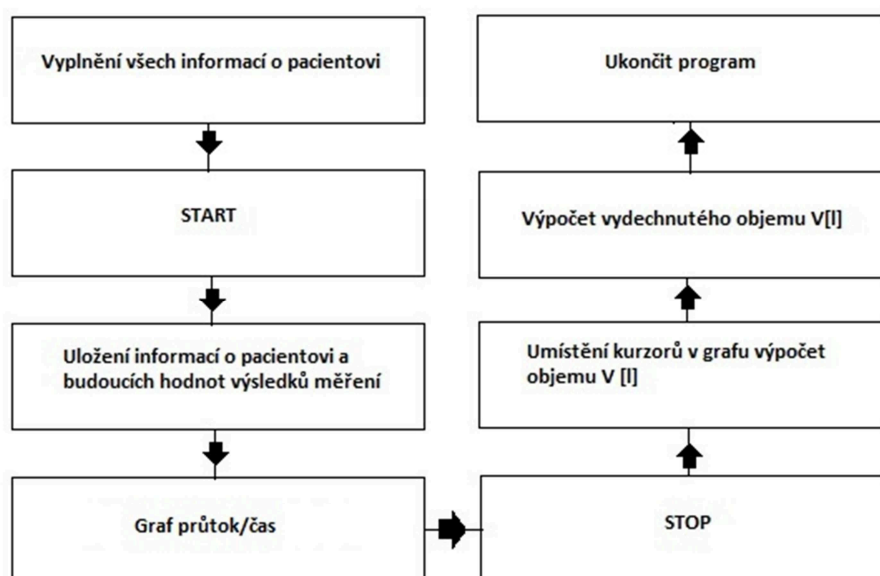 Vyplnění všech informací o pacientovi
START
Uložení informací o pacientovi a
budoucích hodnot výsledků měření
Graf průtok/čas
STOP
Umístění kurzorů v grafu výpočet
objemu V [l]
Výpočet vydechnutého objemu V[l]
Ukončit program